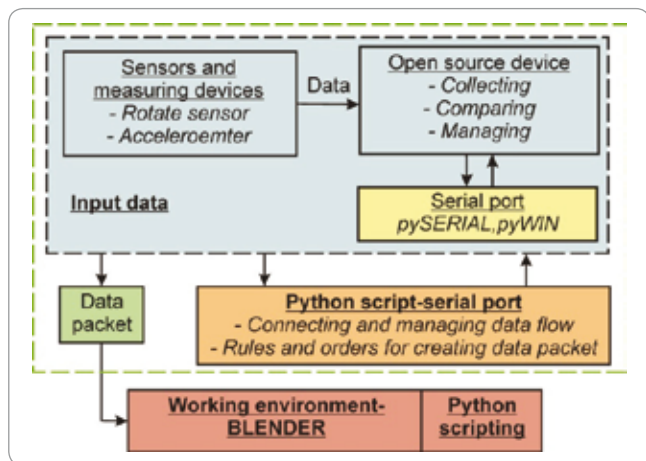 Sensors and
measuring devices
- Rotate sensor
- Acceleroemter
Data
Open source device
- Collecting
- Comparing
- Managing
Input data
Serial port
pySERIAL,pyWIN
Data
packet
Python script-serial port
- Connecting and managing data flow
- Rules and orders for creating data packet
Working environment-
BLENDER
Python
scripting